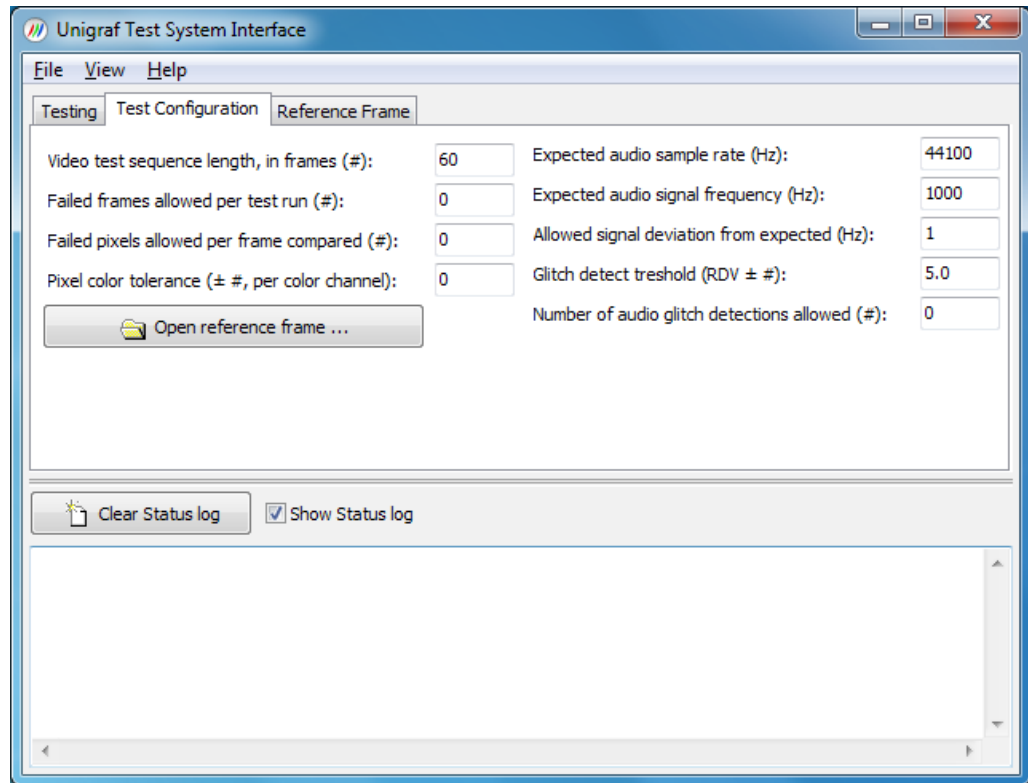 Unigraf Test System Interface
File View Help
Testing Test Configuration Reference Frame
Video test sequence length, in frames (#): 60
Failed frames allowed per test run (#): 0
Failed pixels allowed per frame compared (#): 0
Pixel color tolerance (± #, per color channel): 0
Open reference frame ...
Expected audio sample rate (Hz): 44100
Expected audio signal frequency (Hz): 1000
Allowed signal deviation from expected (Hz): 1
Glitch detect treshold (RDV ± #): 5.0
Number of audio glitch detections allowed (#): 0
Clear Status log Show Status log